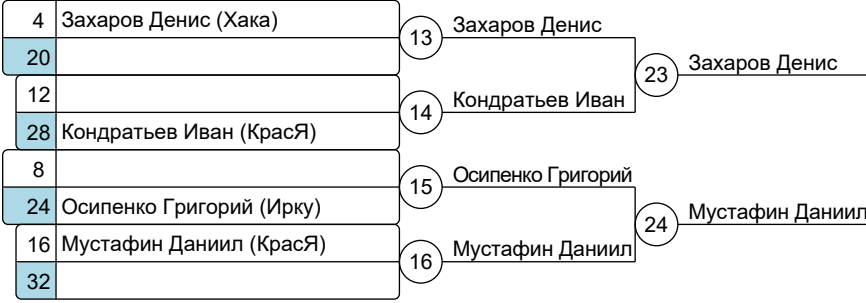 4 Захаров Денис (Хака)
20
13 Захаров Денис
12
28 Кондратьев Иван (КрасЯ)
14 Кондратьев Иван
23 Захаров Денис
8
24 Осипенко Григорий (Ирку)
15 Осипенко Григорий
16 Мустафин Даниил (КрасЯ)
32
16 Мустафин Даниил
24 Мустафин Даниил